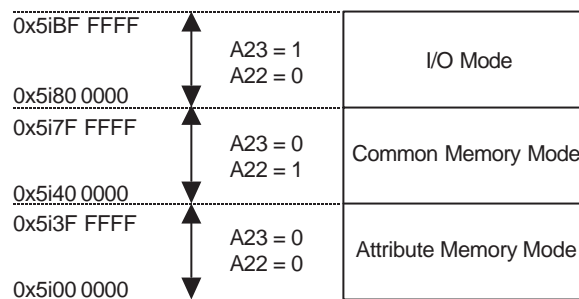 0x5iBF FFFF
A23 = 1
A22 = 0
I/O Mode
0x5i80 0000
0x5i7F FFFF
A23 = 0
A22 = 1
Common Memory Mode
0x5i40 0000
0x5i3F FFFF
A23 = 0
A22 = 0
Attribute Memory Mode
0x5i00 0000